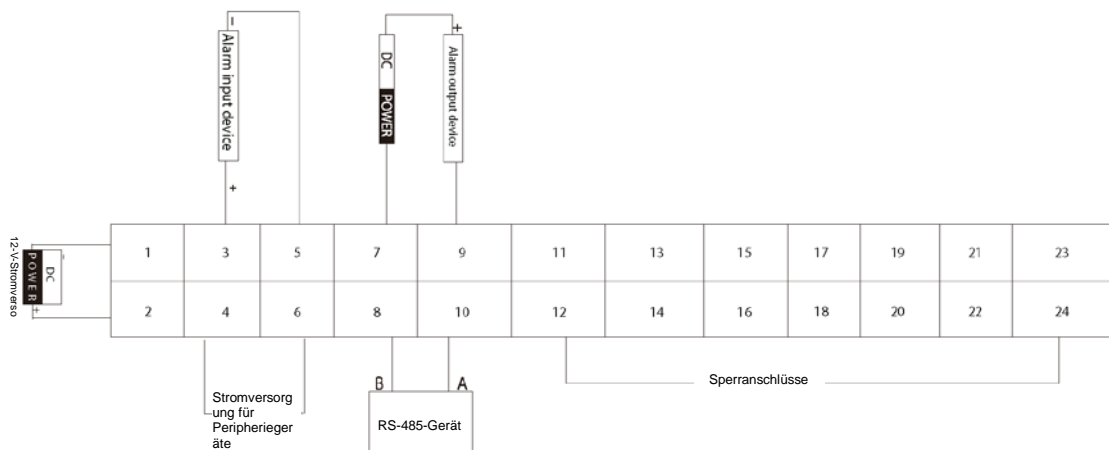 −
Alarm input device
+
DC
POWER
+
Alarm output device
12-V-Stromverso
POWER
DC
−
+
1 3 5 7 9 11 13 15 17 19 21 23
2 4 6 8 10 12 14 16 18 20 22 24
B A
Stromversorg
ung für
Peripherieger
äte
RS-485-Gerät
Sperranschlüsse